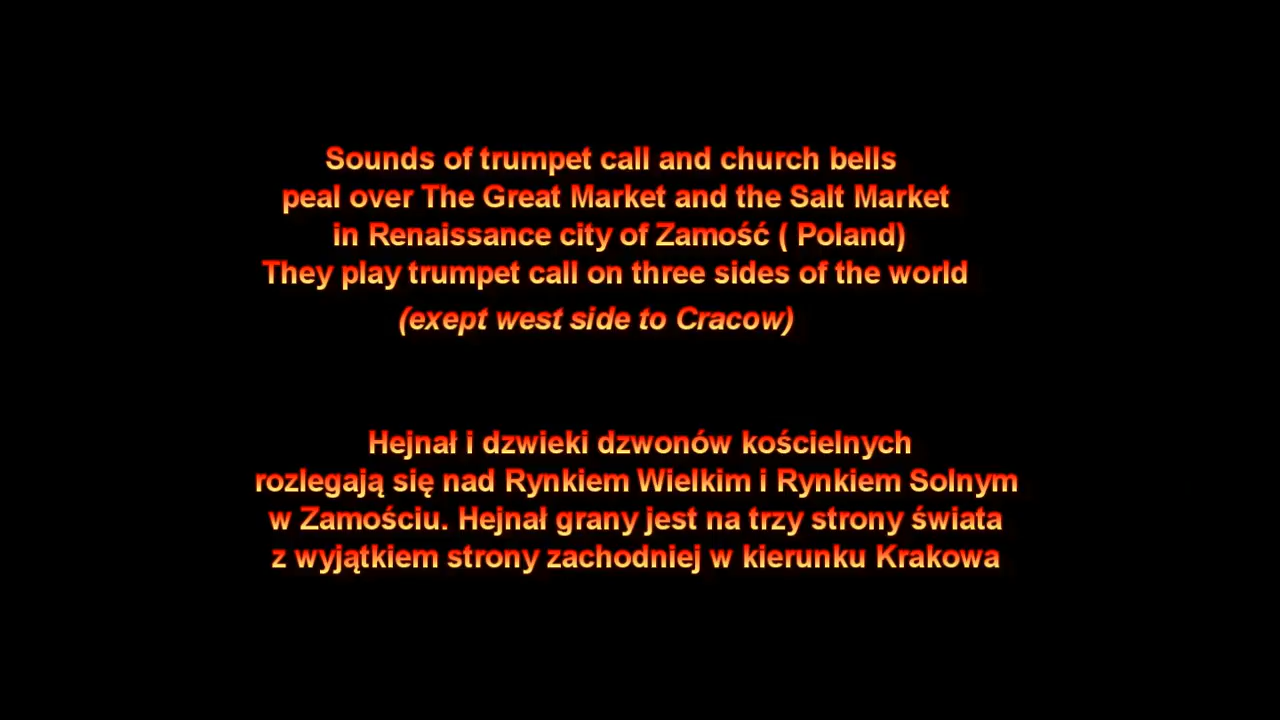 Sounds of trumpet call and church bells
peal over The Great Market and the Salt Market
in Renaissance city of Zamość ( Poland)
They play trumpet call on three sides of the world
(exept west side to Cracow)
Hejnał i dzwieki dzwonów kościelnych
rozlegają się nad Rynkiem Wielkim i Rynkiem Solnym
w Zamościu. Hejnał grany jest na trzy strony świata
z wyjątkiem strony zachodniej w kierunku Krakowa